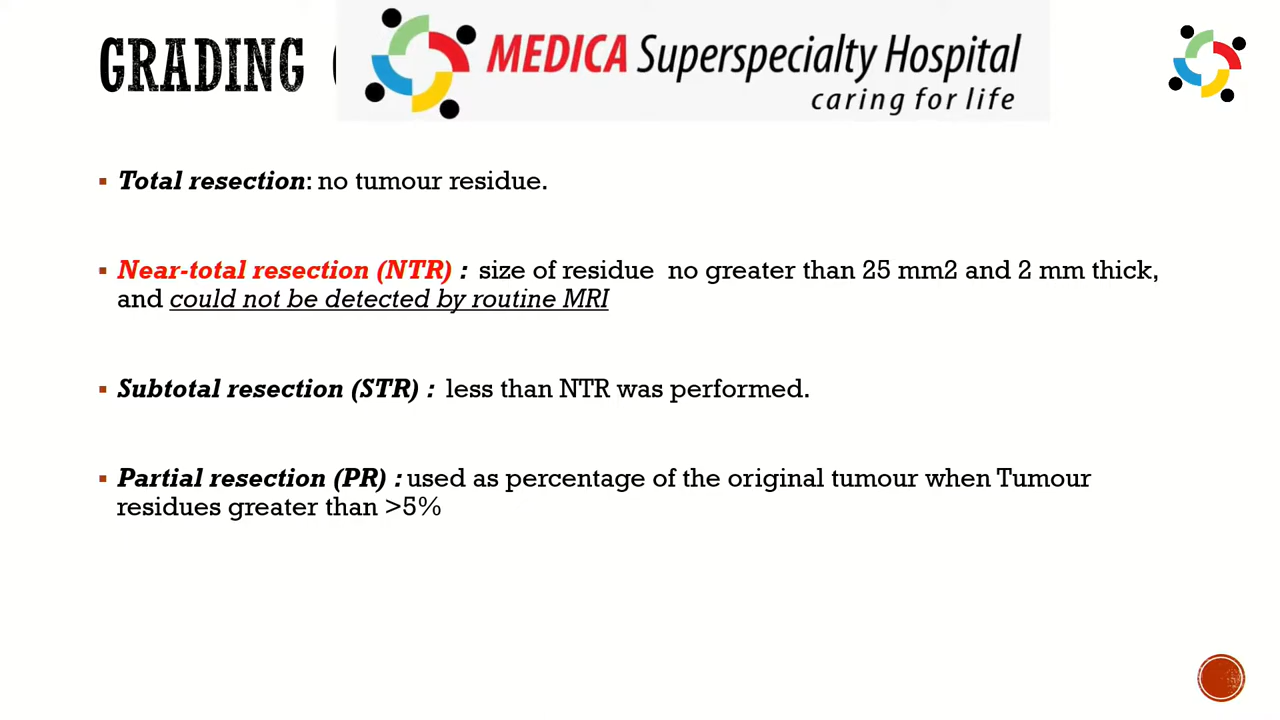 GRADING
MEDICA Superspecialty Hospital
caring for life
Total resection: no tumour residue.
Near-total resection (NTR) : size of residue no greater than 25 mm2 and 2 mm thick,
and could not be detected by routine MRI
Subtotal resection (STR) : less than NTR was performed.
Partial resection (PR) : used as percentage of the original tumour when Tumour
residues greater than >5%